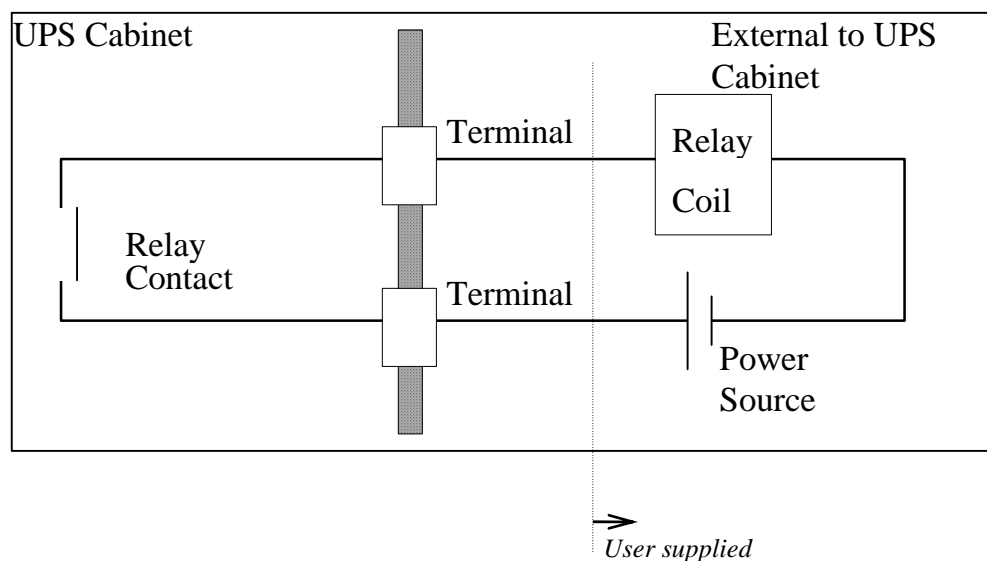 UPS Cabinet
External to UPS
Cabinet
Terminal
Relay
Coil
Relay
Contact
Terminal
Power
Source
User supplied